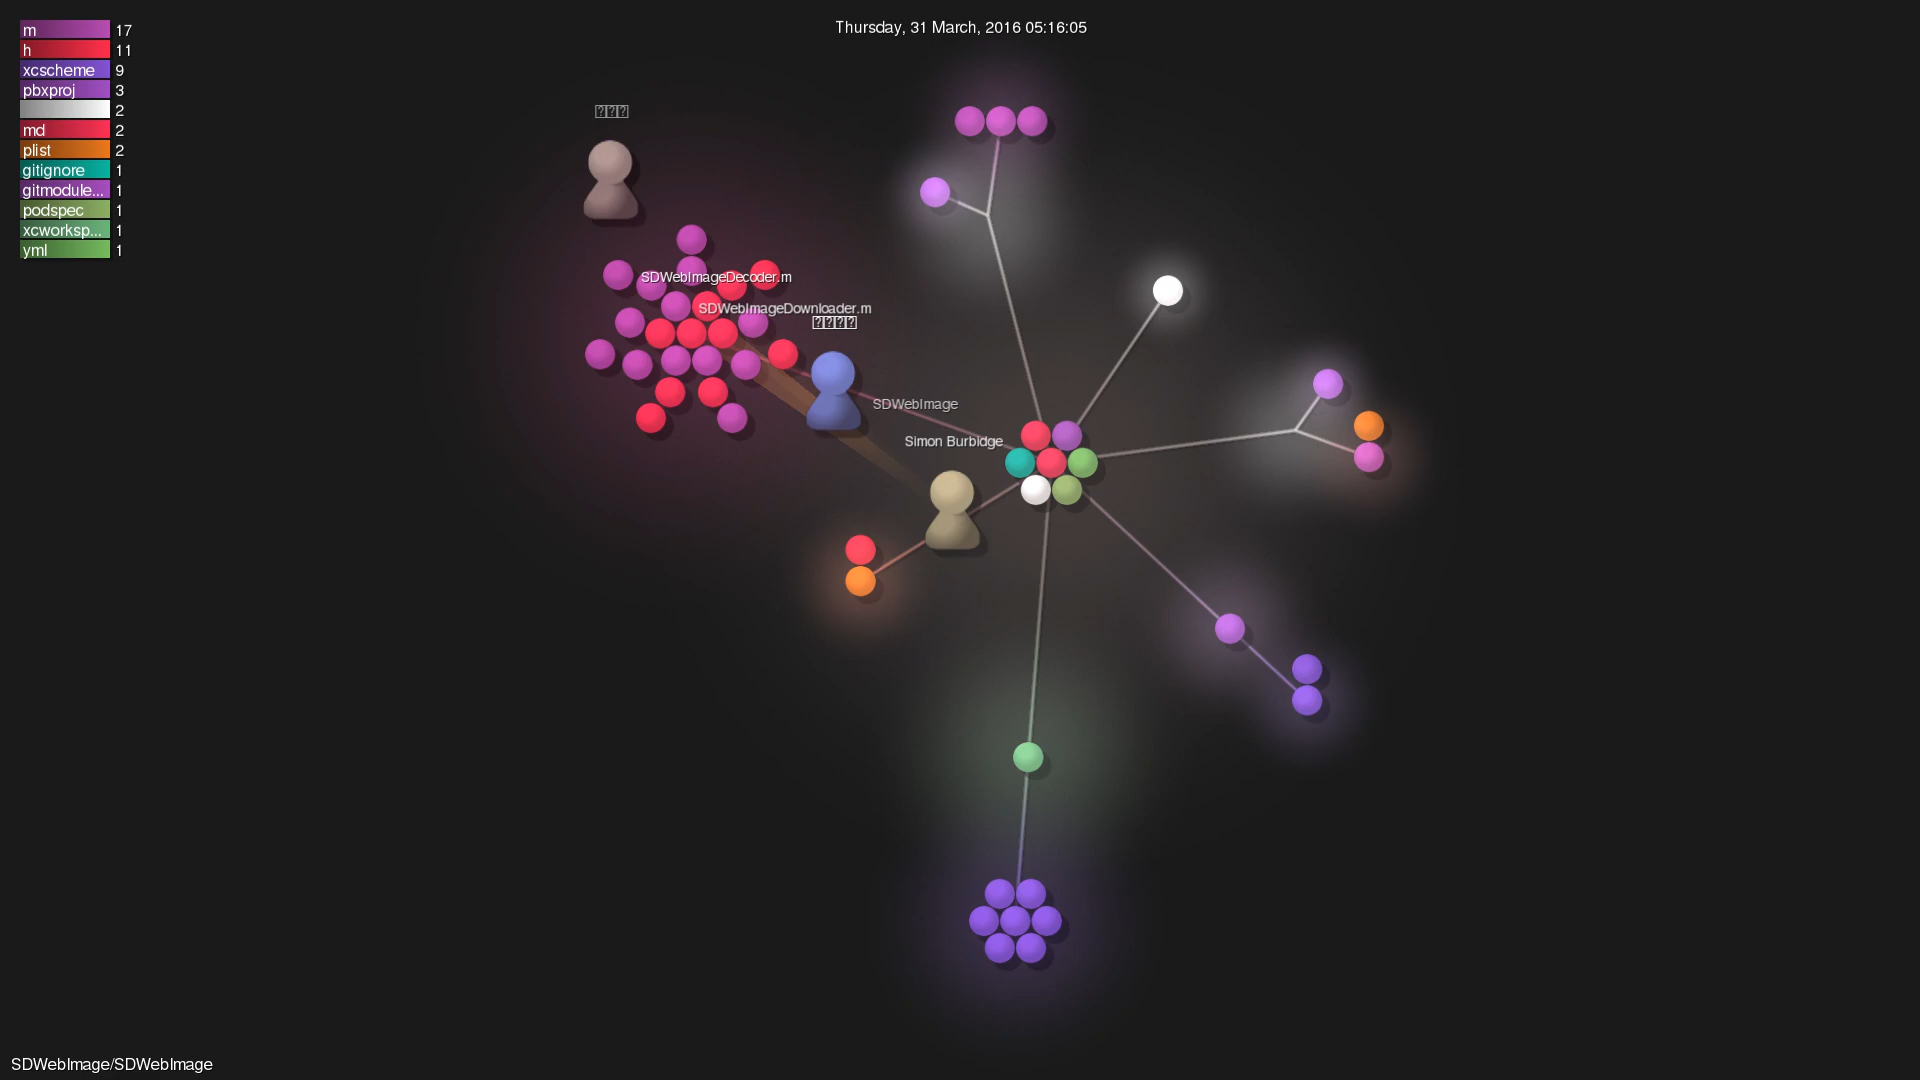 Thursday, 31 March, 2016 05:16:05
m 17
h 11
xcscheme 9
pbxproj 3
2
md 2
plist 2
gitignore 1
gitmodule... 1
podspec 1
xcworksp... 1
yml 1
SDWebImageDecoder.m
SDWebImageDownloader.m
SDWebImage
Simon Burbidge
SDWebImage/SDWebImage